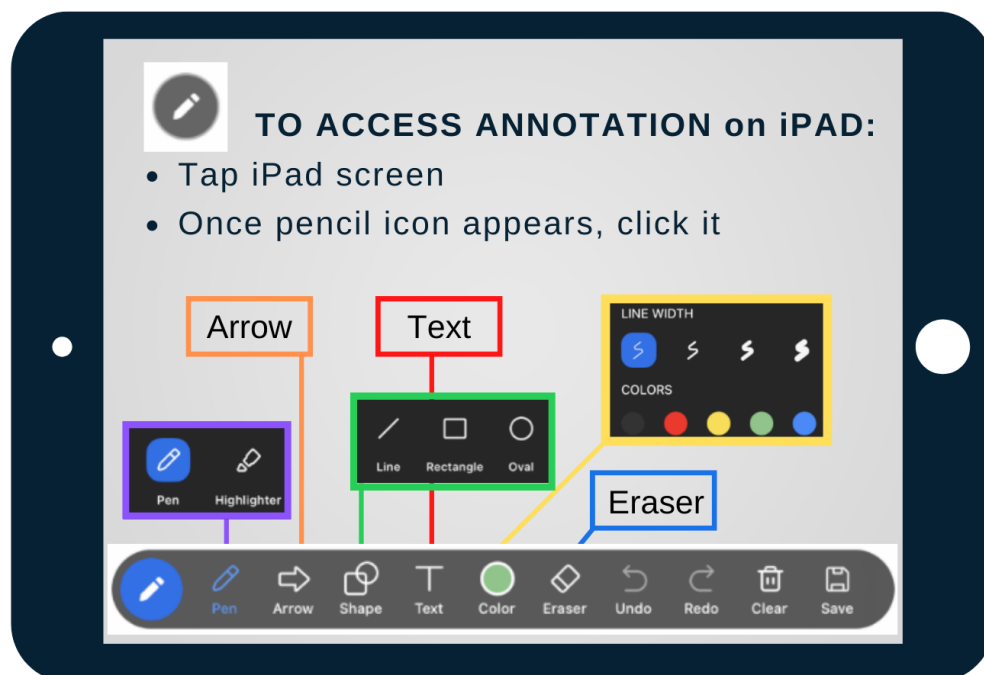 TO ACCESS ANNOTATION on iPAD:
• Tap iPad screen
• Once pencil icon appears, click it
Arrow
Text
LINE WIDTH
COLORS
Line Rectangle Oval
Pen Highlighter
Eraser
Pen Arrow Shape Text Color Eraser Undo Redo Clear Save